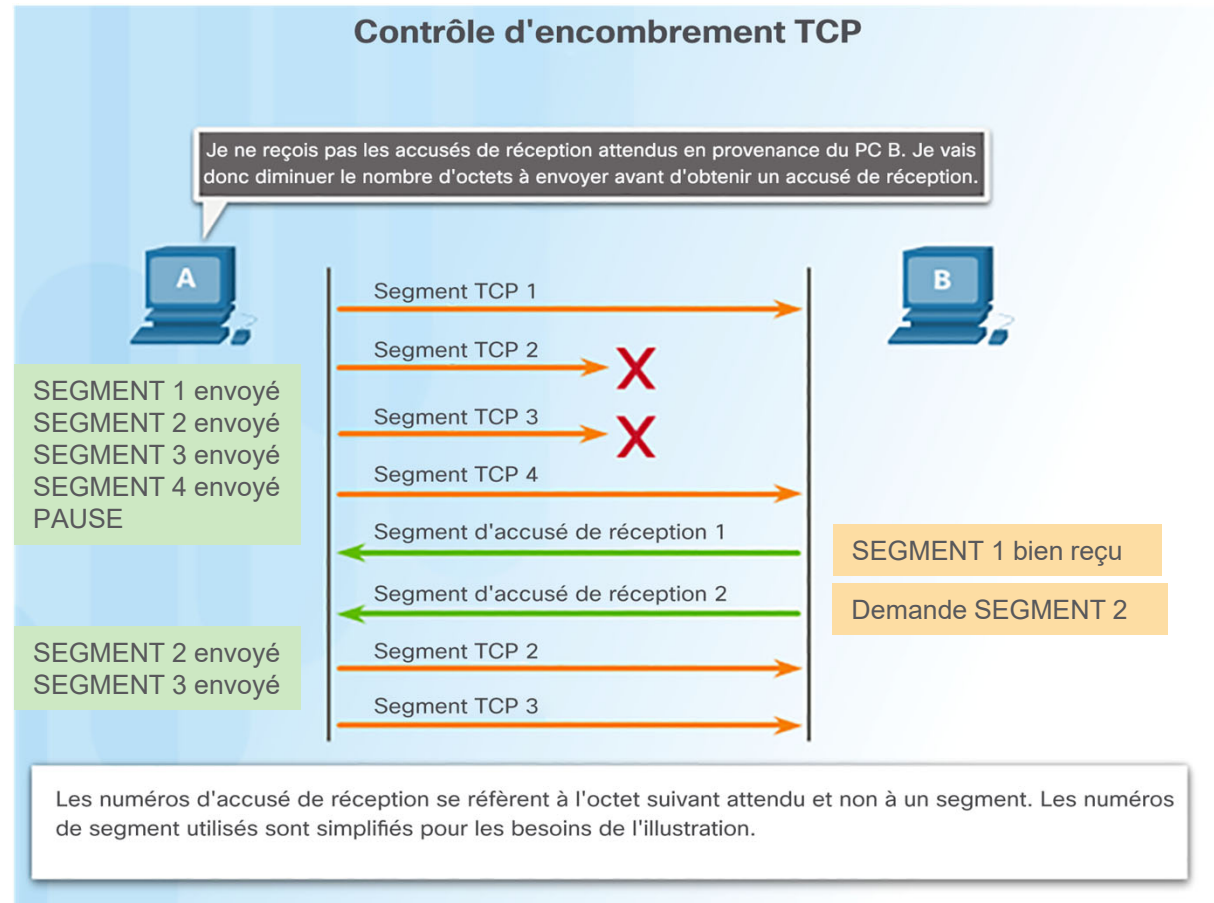 Contrôle d'encombrement TCP
Je ne reçois pas les accusés de réception attendus en provenance du PC B. Je vais
donc diminuer le nombre d'octets à envoyer avant d'obtenir un accusé de réception.
A
B
Segment TCP 1
Segment TCP 2
SEGMENT 1 envoyé
SEGMENT 2 envoyé
SEGMENT 3 envoyé
SEGMENT 4 envoyé
PAUSE
Segment TCP 3
Segment TCP 4
Segment d'accusé de réception 1
SEGMENT 1 bien reçu
Segment d'accusé de réception 2
Demande SEGMENT 2
SEGMENT 2 envoyé
SEGMENT 3 envoyé
Segment TCP 2
Segment TCP 3
Les numéros d'accusé de réception se réfèrent à l'octet suivant attendu et non à un segment. Les numéros
de segment utilisés sont simplifiés pour les besoins de l'illustration.